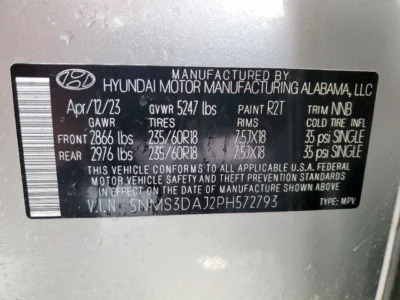 MANUFACTURED BY
HYUNDAI MOTOR MANUFACTURING ALABAMA, LLC
Apr/12/23 GVWR 5247 lbs PAINT R2T TRIM NNB
GAWR TIRES RIMS COLD TIRE INF.
FRONT 2866 lbs 235/60R18 7.5JX18 35 psi SINGLE
REAR 2976 lbs 235/60R18 7.5JX18 35 psi SINGLE
THIS VEHICLE CONFORMS TO ALL APPLICABLE U.S.A. FEDERAL
MOTOR VEHICLE SAFETY, BUMPER, AND THEFT PREVENTION
STANDARDS IN EFFECT ON THE DATE OF MANUFACTURE SHOWN ABOVE.
V.I.N. 5NMS3DAJ2PH572793 TYPE: MPV